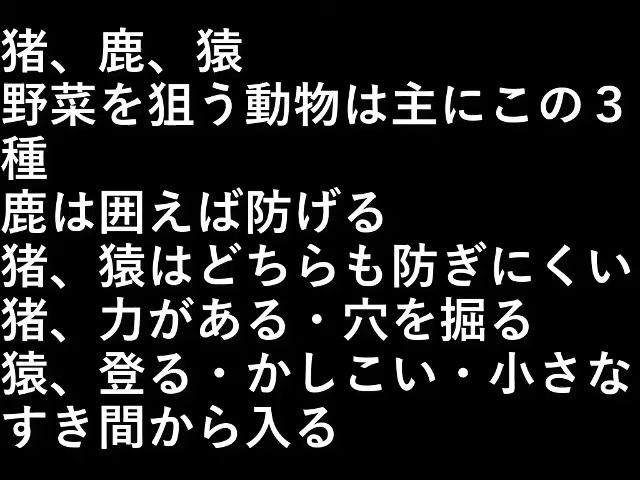 猪、鹿、猿
野菜を狙う動物は主にこの３
種
鹿は囲えば防げる
猪、猿はどちらも防ぎにくい
猪、力がある・穴を掘る
猿、登る・かしこい・小さな
すき間から入る